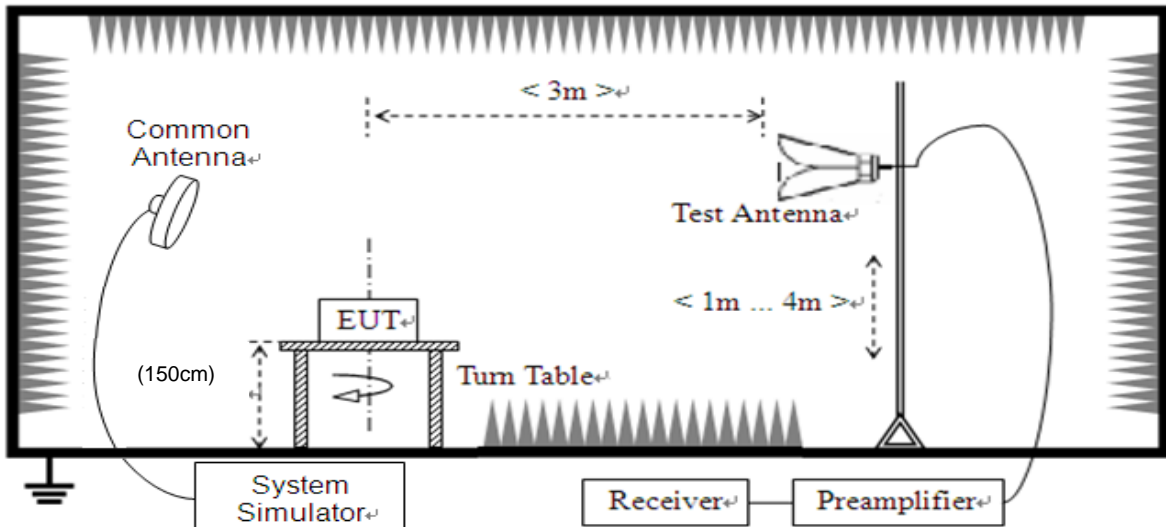 < 3m >↵
Common
Antenna↵
Test Antenna↵
< 1m ... 4m >↵
EUT↵
(150cm)
Turn Table↵
System
Simulator↵
Receiver↵
Preamplifier↵